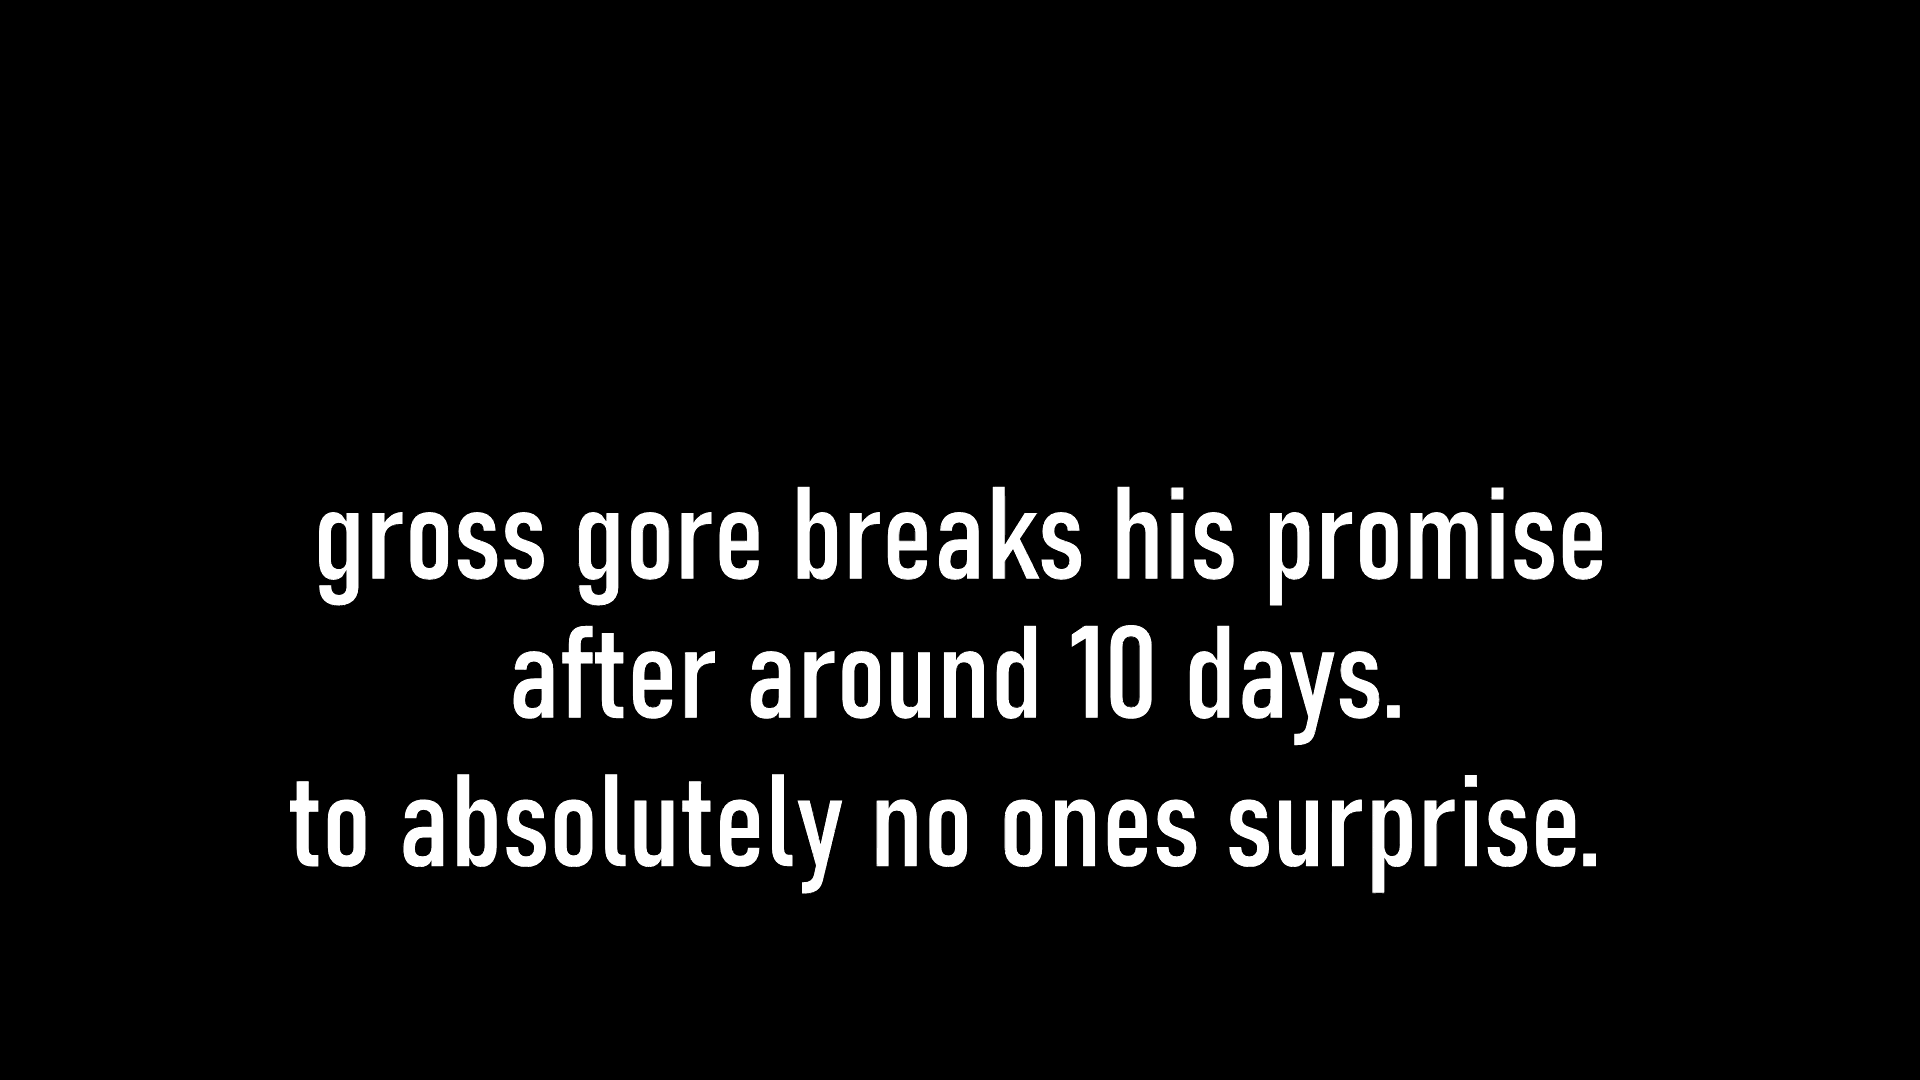 gross gore breaks his promise
after around 10 days.
to absolutely no ones surprise.